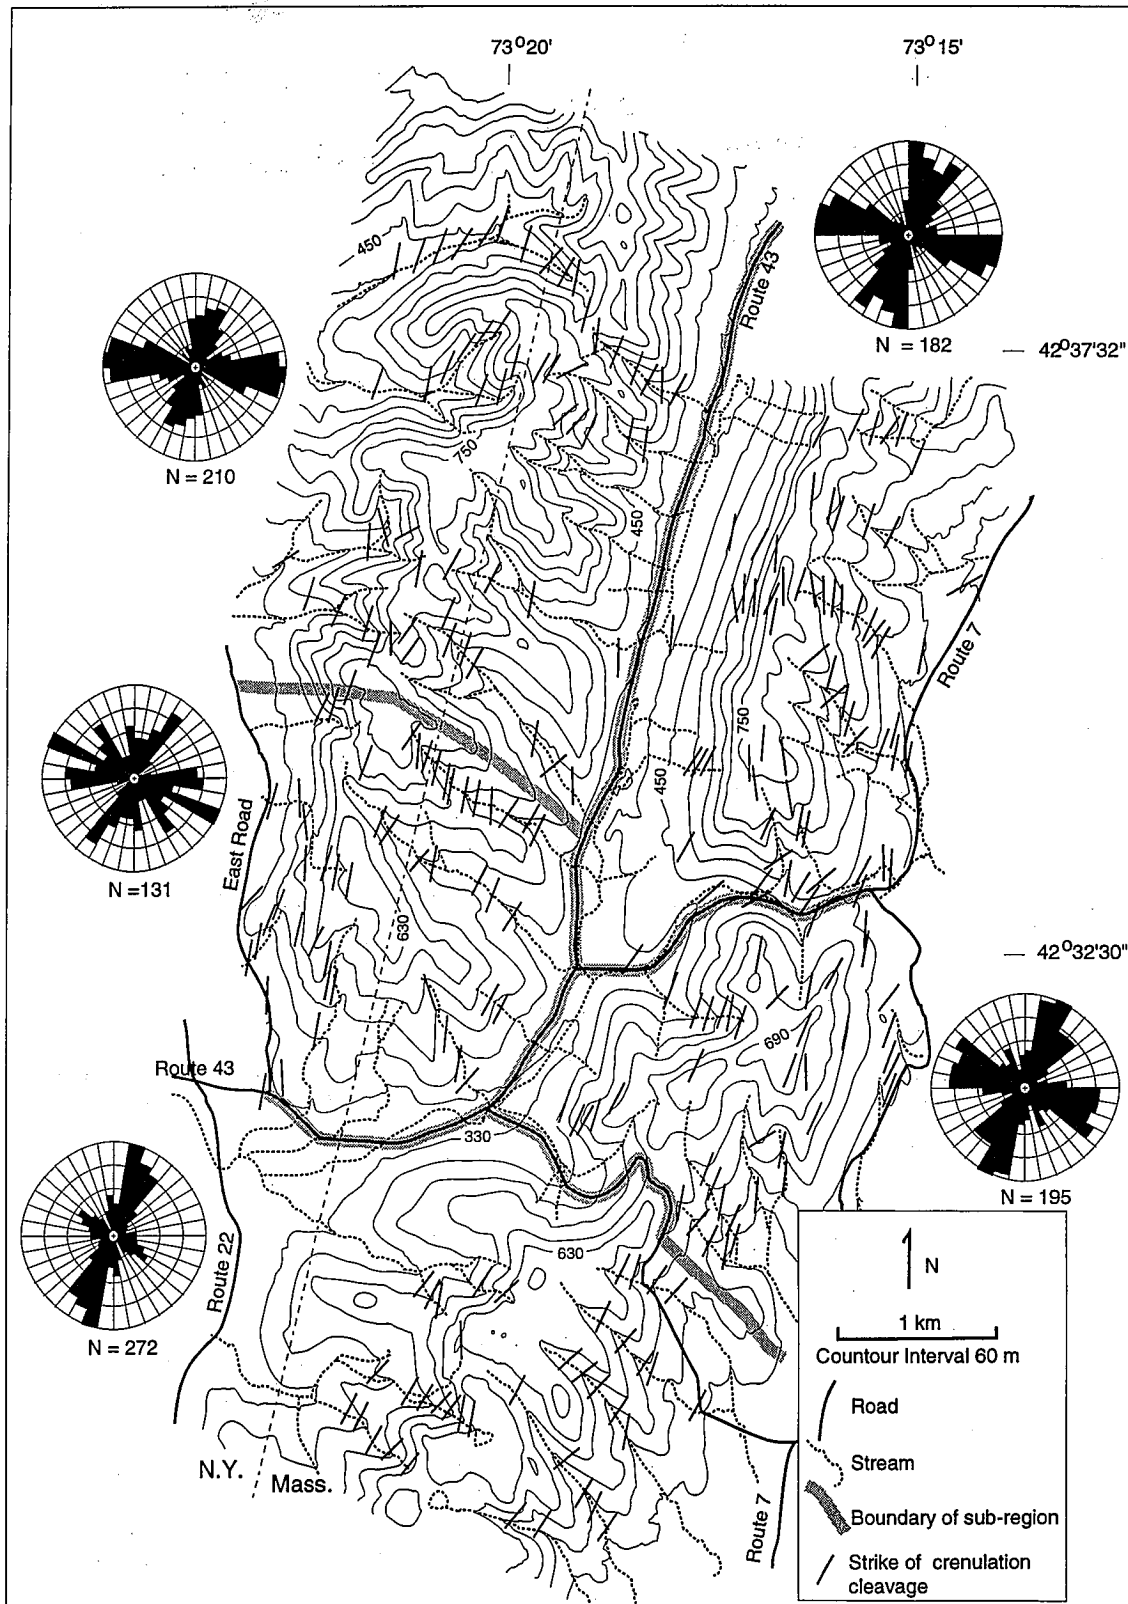 73°20'
73°15'
450
Route 43
N = 182
42°37'32"
N = 210
750
450
Route 7
750
450
N =131
East Road
630
42°32'30"
690
Route 43
330
N = 195
630
Route 22
N = 272
N
1 km
Countour Interval 60 m
Road
Stream
Boundary of sub-region
Strike of crenulation
cleavage
N.Y.
Mass.
Route 7